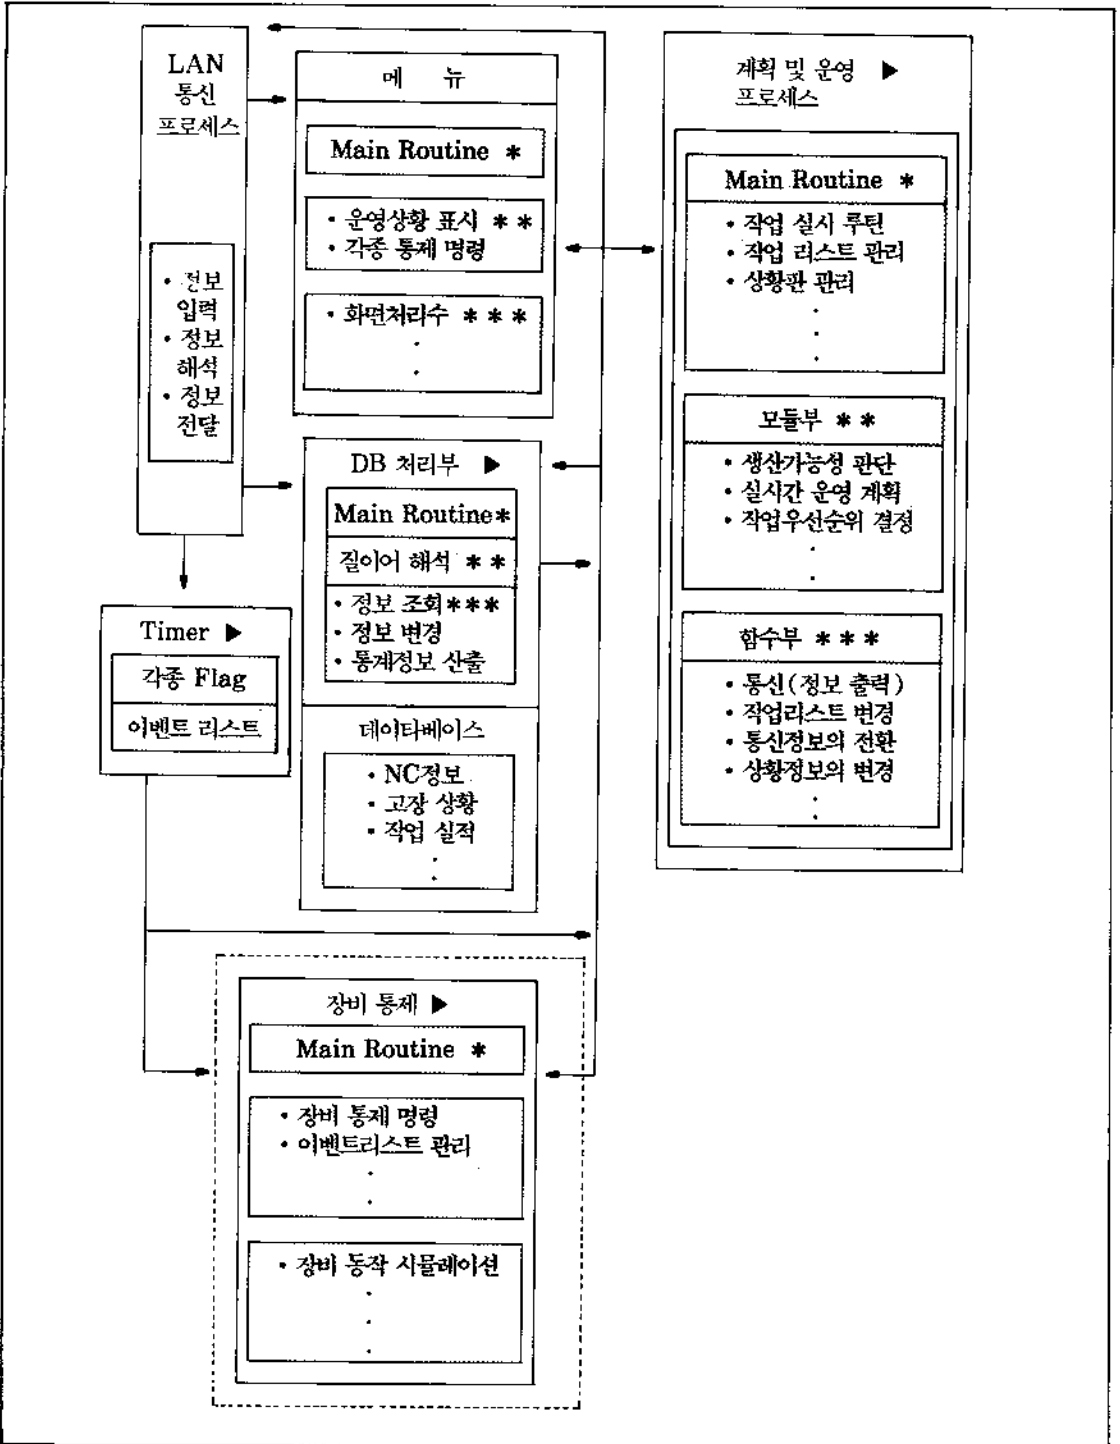 LAN
통신
프로세스
• 정보
입력
• 정보
해석
• 정보
전달
메 뉴
Main Routine *
• 운영상황 표시 * *
• 각종 통제 명령
• 화면처리수 * * *
DB 처리부 ▶
Main Routine*
질이어 해석 * *
• 정보 조회***
• 정보 변경
• 통계정보 산출
데이타베이스
• NC정보
• 고장 상황
• 작업 실적
Timer ▶
각종 Flag
이벤트 리스트
계획 및 운영 ▶
프로세스
Main Routine *
• 작업 실시 루틴
• 작업 리스트 관리
• 상황판 관리
모듈부 * *
• 생산가능성 판단
• 실시간 운영 계획
• 작업우선순위 결정
함수부 * * *
• 통신(정보 출력)
• 작업리스트 변경
• 통신정보의 전환
• 상황정보의 변경
장비 통제 ▶
Main Routine *
• 장비 통제 명령
• 이벤트리스트 관리
• 장비 동작 시뮬레이션